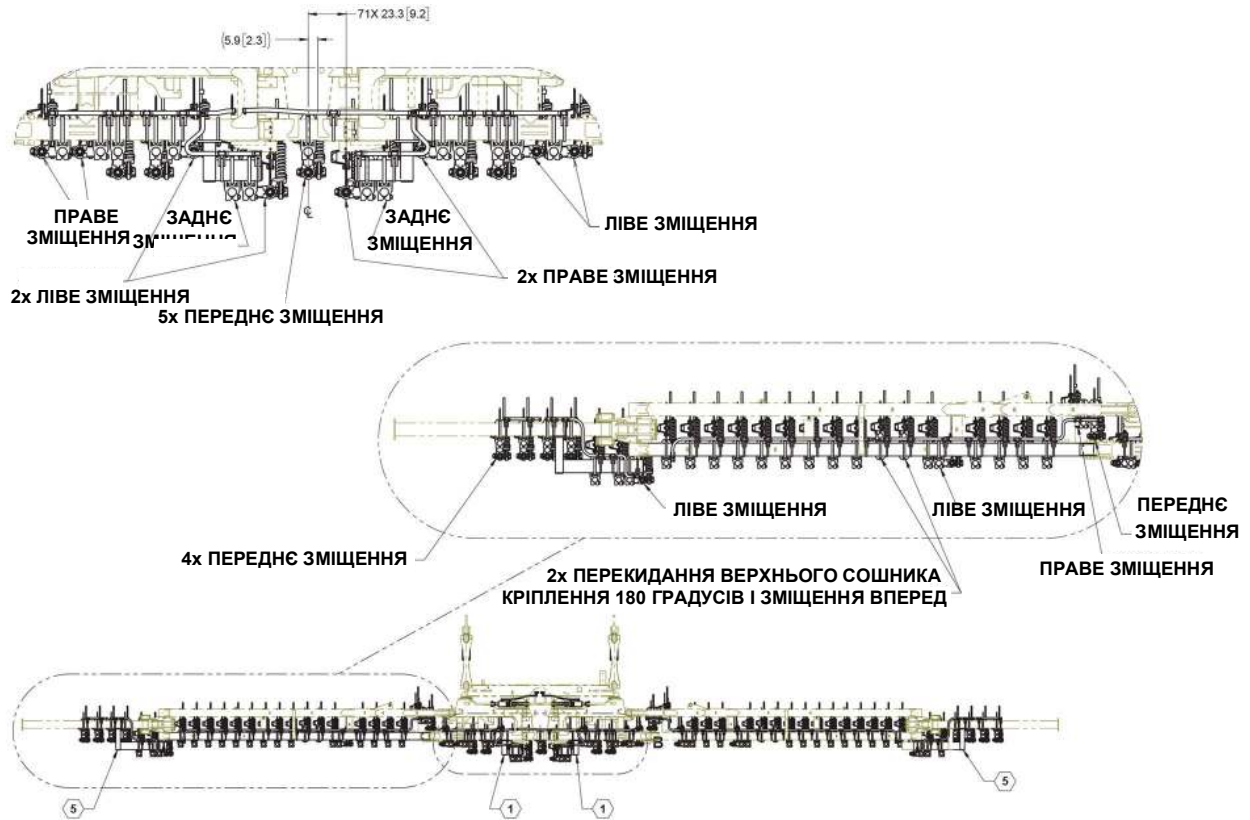 71X 23.3 [9.2]
(5.9[2.3])
ПРАВЕ
ЗМІЩЕННЯ
ЗАДНЄ
ЗМІЩЕННЯ
℄
ЗАДНЄ
ЗМІЩЕННЯ
ЛІВЕ ЗМІЩЕННЯ
2x ЛІВЕ ЗМІЩЕННЯ
5x ПЕРЕДНЄ ЗМІЩЕННЯ
2x ПРАВЕ ЗМІЩЕННЯ
ЛІВЕ ЗМІЩЕННЯ
ЛІВЕ ЗМІЩЕННЯ
ПЕРЕДНЄ
ЗМІЩЕННЯ
4x ПЕРЕДНЄ ЗМІЩЕННЯ
ПРАВЕ ЗМІЩЕННЯ
2x ПЕРЕКИДАННЯ ВЕРХНЬОГО СОШНИКА
КРІПЛЕННЯ 180 ГРАДУСІВ І ЗМІЩЕННЯ ВПЕРЕД
5
1
1
5